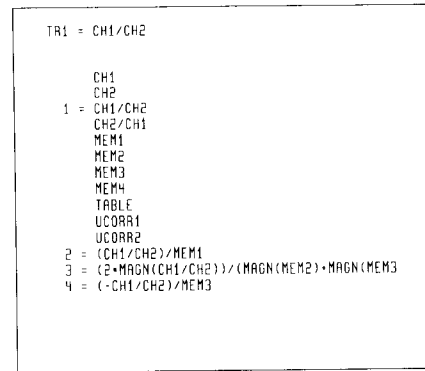 TR1 = CH1/CH2
CH1
CH2
1 = CH1/CH2
CH2/CH1
MEM1
MEM2
MEM3
MEM4
TABLE
UCORR1
UCORR2
2 = (CH1/CH2)/MEM1
3 = (2*MAGN(CH1/CH2))/(MAGN(MEM2)+MAGN(MEM3
4 = (-CH1/CH2)/MEM3